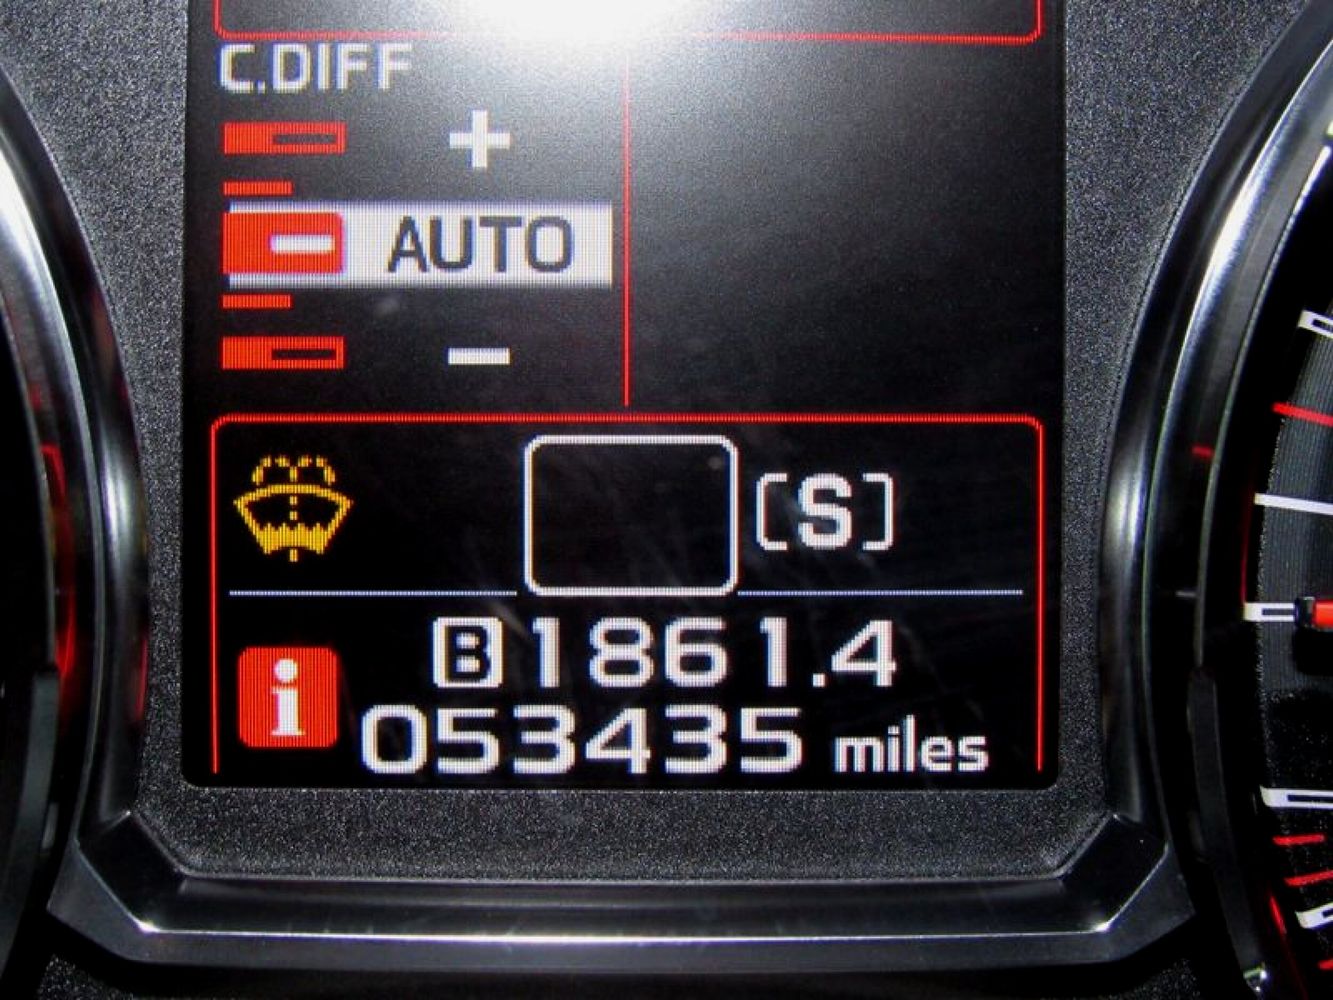 C.DIFF
+
AUTO
-
[S]
B 1861.4
i
053435 miles